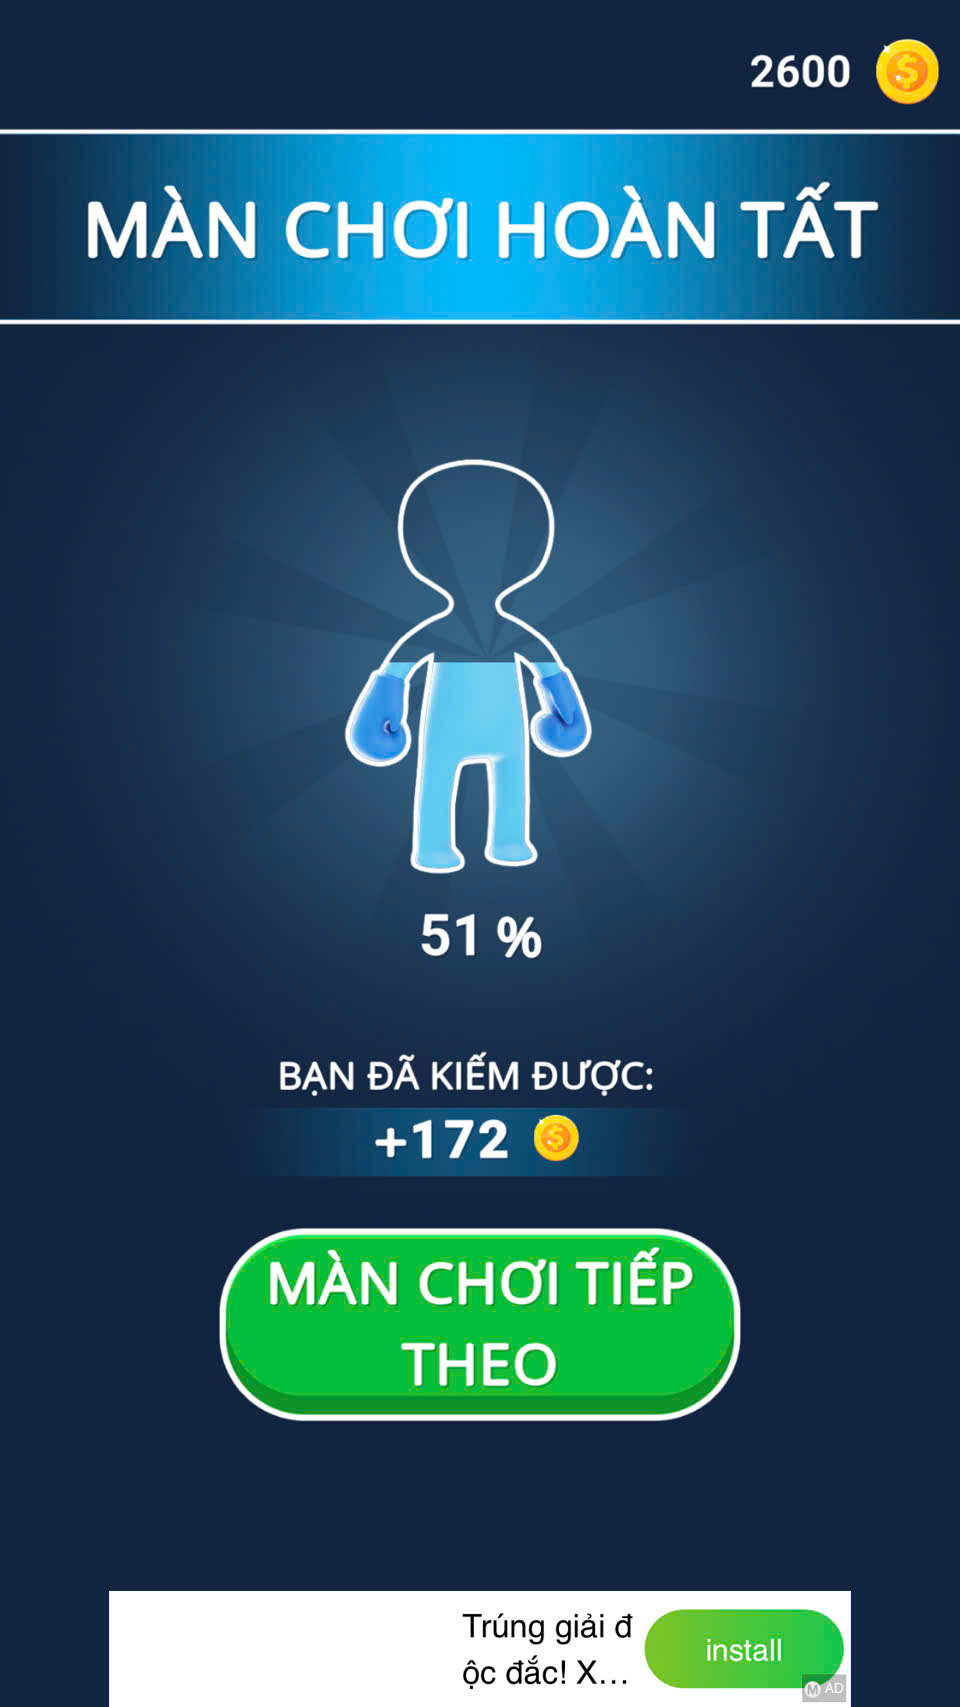 2600
MÀN CHƠI HOÀN TẤT
51 %
BẠN ĐÃ KIẾM ĐƯỢC:
+172
MÀN CHƠI TIẾP
THEO
Trúng giải đ
ộc đắc! X...
install
M AD